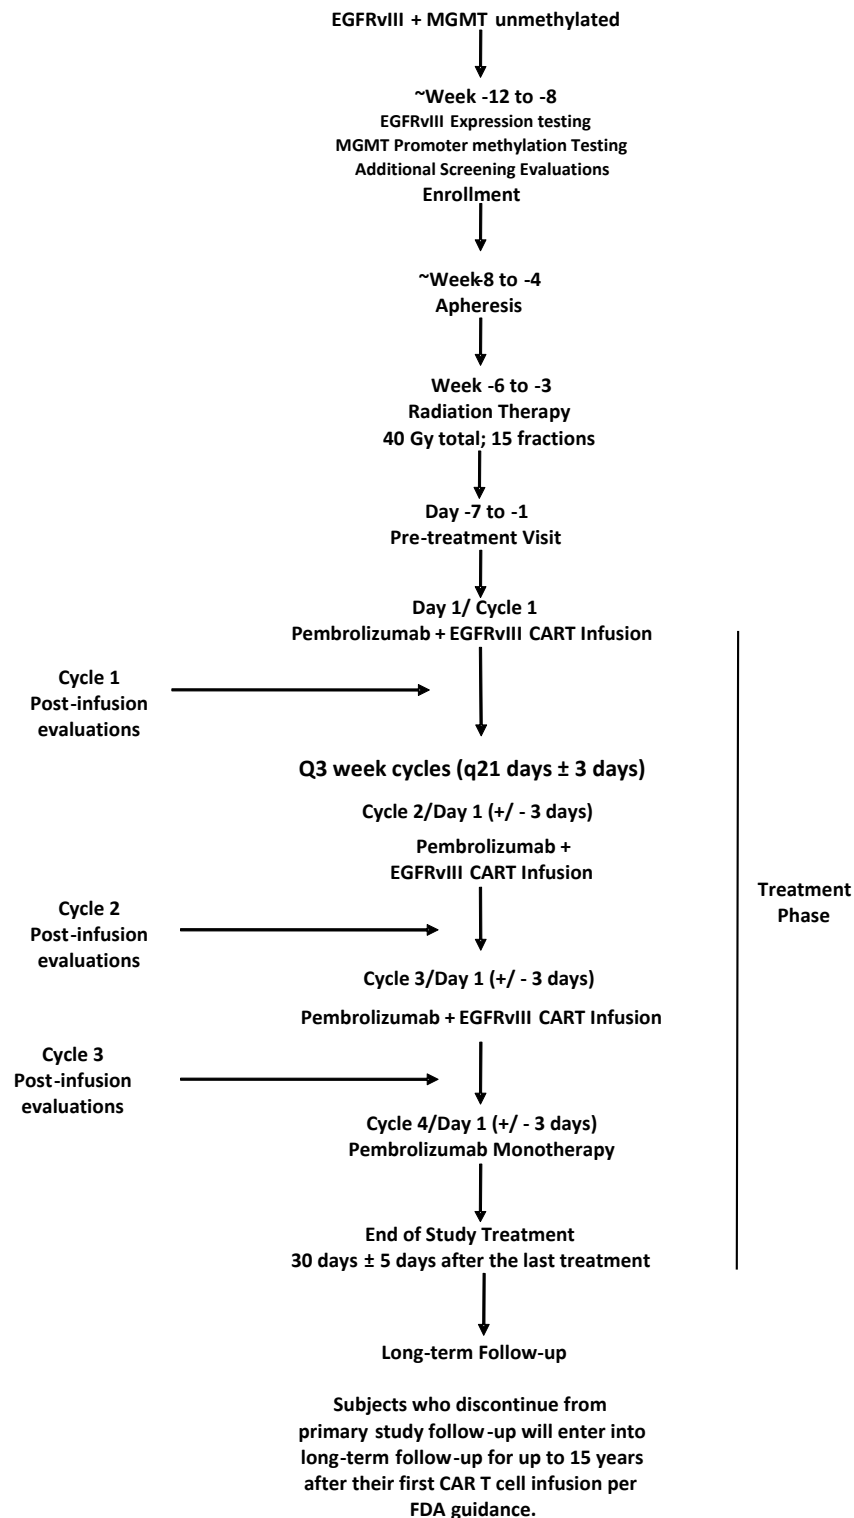 EGFRvIII + MGMT unmethylated
~Week -12 to -8
EGFRvIII Expression testing
MGMT Promoter methylation Testing
Additional Screening Evaluations
Enrollment
~Week-8 to -4
Apheresis
Week -6 to -3
Radiation Therapy
40 Gy total; 15 fractions
Day -7 to -1
Pre-treatment Visit
Day 1/ Cycle 1
Pembrolizumab + EGFRvIII CART Infusion
Cycle 1
Post-infusion
evaluations
Q3 week cycles (q21 days ± 3 days)
Cycle 2/Day 1 (+/ - 3 days)
Pembrolizumab +
EGFRvIII CART Infusion
Treatment
Phase
Cycle 2
Post-infusion
evaluations
Cycle 3/Day 1 (+/ - 3 days)
Pembrolizumab + EGFRvIII CART Infusion
Cycle 3
Post-infusion
evaluations
Cycle 4/Day 1 (+/ - 3 days)
Pembrolizumab Monotherapy
End of Study Treatment
30 days ± 5 days after the last treatment
Long-term Follow-up
Subjects who discontinue from
primary study follow-up will enter into
long-term follow-up for up to 15 years
after their first CAR T cell infusion per
FDA guidance.